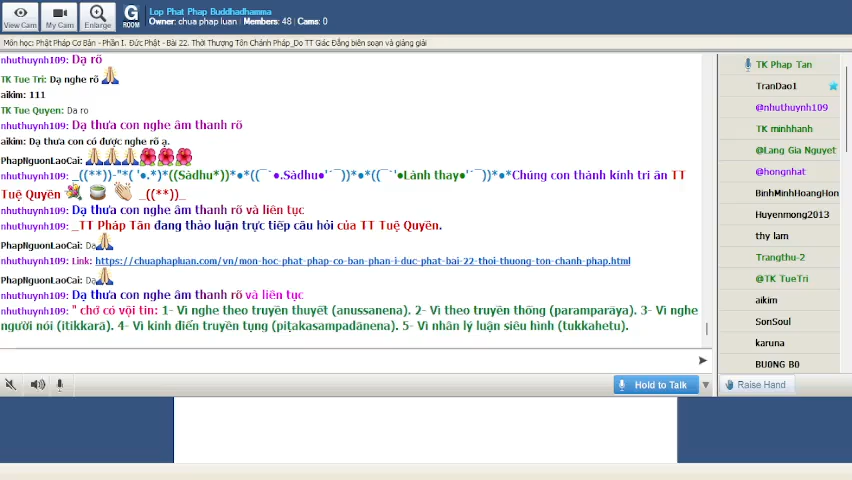 View Cam
My Cam
Enlarge
G
ROOM
Lop Phat Phap Buddhadhamma
Owner: chua phap luan | Members: 48 | Cams: 0
Môn học: Phật Pháp Cơ Bản - Phần I. Đức Phật - Bài 22. Thời Thượng Tôn Chánh Pháp_Do TT Giác Đẳng biên soạn và giảng giải
nhuthuynh109: Dạ rõ
TK Tue Tri: Dạ nghe rõ
aikim: 111
TK Tue Quyen: Da ro
nhuthuynh109: Dạ thưa con nghe âm thanh rõ
aikim: Dạ thưa con có được nghe rõ ạ.
PhapNguonLaoCai:
nhuthuynh109: _((**))-"*( '•.*)*((Sādhu*))*•*((¯`•.Sādhu•'´¯))*•*((¯´'•Lành thay•'´¯))*•*Chúng con thành kính tri ân TT
Tuệ Quyền _((**))_
nhuthuynh109: Dạ thưa con nghe âm thanh rõ và liên tục
nhuthuynh109: _TT Pháp Tân đang thảo luận trực tiếp câu hỏi của TT Tuệ Quyền.
PhapNguonLaoCai: Da
nhuthuynh109: Link: https://chuaphapluan.com/vn/mon-hoc-phat-phap-co-ban-phan-i-duc-phat-bai-22-thoi-thuong-ton-chanh-phap.html
PhapNguonLaoCai: Da
nhuthuynh109: Dạ thưa con nghe âm thanh rõ và liên tục
nhuthuynh109: " chớ có vội tin: 1- Vì nghe theo truyền thuyết (anussanena). 2- Vì theo truyền thống (paramparāya). 3- Vì nghe
người nói (itikkarā). 4- Vì kinh điển truyền tụng (piṭakasampadānena). 5- Vì nhân lý luận siêu hình (tukkahetu).
Hold to Talk
TK Phap Tan
TranDao1
@nhuthuynh109
TK minhhanh
@Lang Gia Nguyet
@hongnhat
BinhMinhHoangHon
Huyenmong2013
thy lam
Trangthu-2
@TK TueTri
aikim
SonSoul
karuna
BU0NG B0
Raise Hand